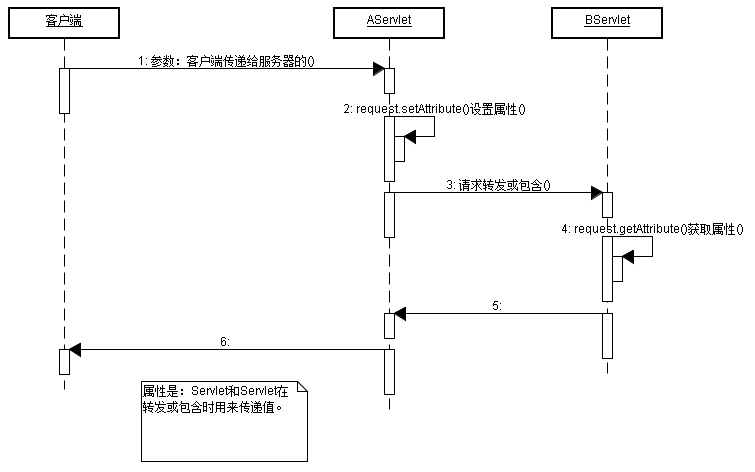 客户端
AServlet
BServlet
1: 参数：客户端传递给服务器的()
2: request.setAttribute()设置属性()
3: 请求转发或包含()
4: request.getAttribute()获取属性()
5:
6:
属性是：Servlet和Servlet在
转发或包含时用来传递值。